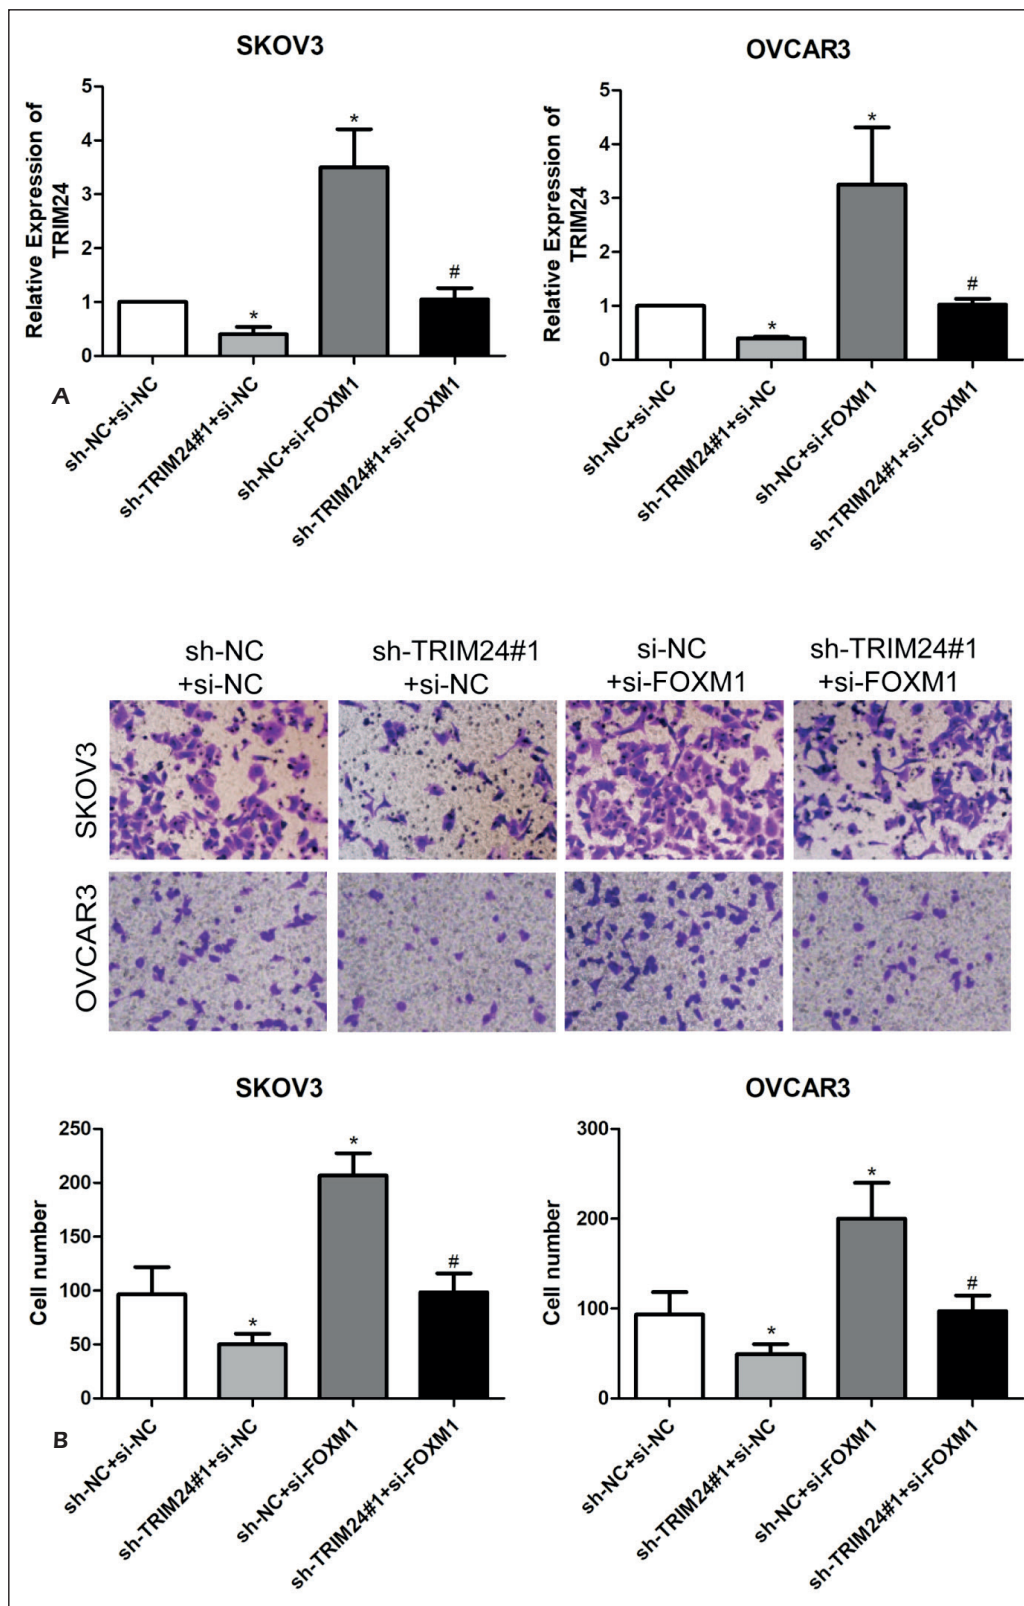 SKOV3
Relative Expression of
TRIM24
5
4
3
2
1
0
*
*
#
sh-NC+si-NC
sh-TRIM24#1+si-NC
sh-NC+si-FOXM1
sh-TRIM24#1+si-FOXM1
OVCAR3
Relative Expression of
TRIM24
5
4
3
2
1
0
*
*
#
sh-NC+si-NC
sh-TRIM24#1+si-NC
sh-NC+si-FOXM1
sh-TRIM24#1+si-FOXM1
A
sh-NC
+si-NC
sh-TRIM24#1
+si-NC
si-NC
+si-FOXM1
sh-TRIM24#1
+si-FOXM1
SKOV3
OVCAR3
SKOV3
Cell number
250
200
150
100
50
0
*
*
#
sh-NC+si-NC
sh-TRIM24#1+si-NC
sh-NC+si-FOXM1
sh-TRIM24#1+si-FOXM1
OVCAR3
Cell number
300
200
100
0
*
*
#
sh-NC+si-NC
sh-TRIM24#1+si-NC
sh-NC+si-FOXM1
sh-TRIM24#1+si-FOXM1
B